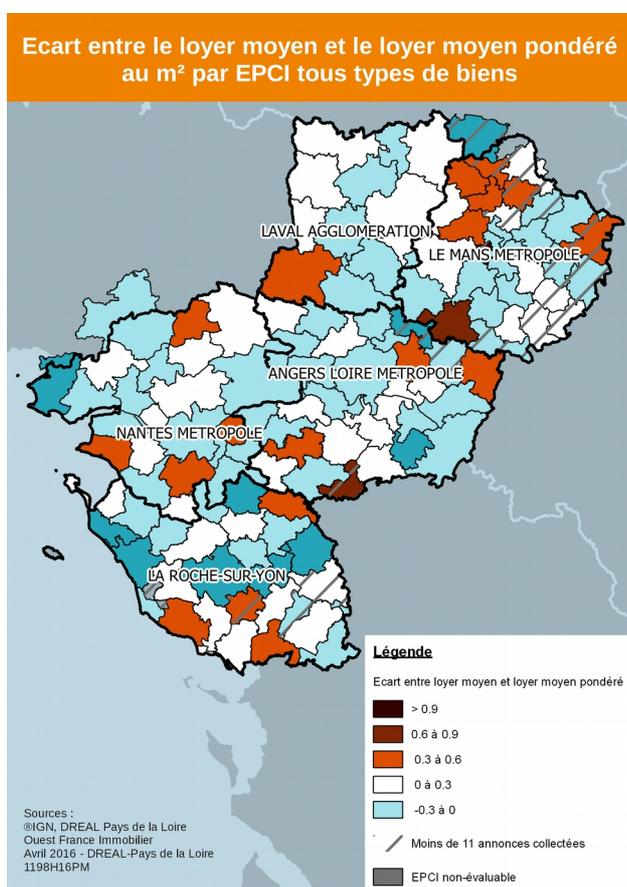 Ecart entre le loyer moyen et le loyer moyen pondéré
au m² par EPCI tous types de biens
LAVAL AGGLOMERATION
LE MANS METROPOLE
ANGERS LOIRE METROPOLE
NANTES METROPOLE
LA ROCHE-SUR-YON
Légende
Ecart entre loyer moyen et loyer moyen pondéré
> 0.9
0.6 à 0.9
0.3 à 0.6
0 à 0.3
-0.3 à 0
Moins de 11 annonces collectées
EPCI non-évaluable
Sources :
®IGN, DREAL Pays de la Loire
Ouest France Immobilier
Avril 2016 - DREAL-Pays de la Loire
1198H16PM